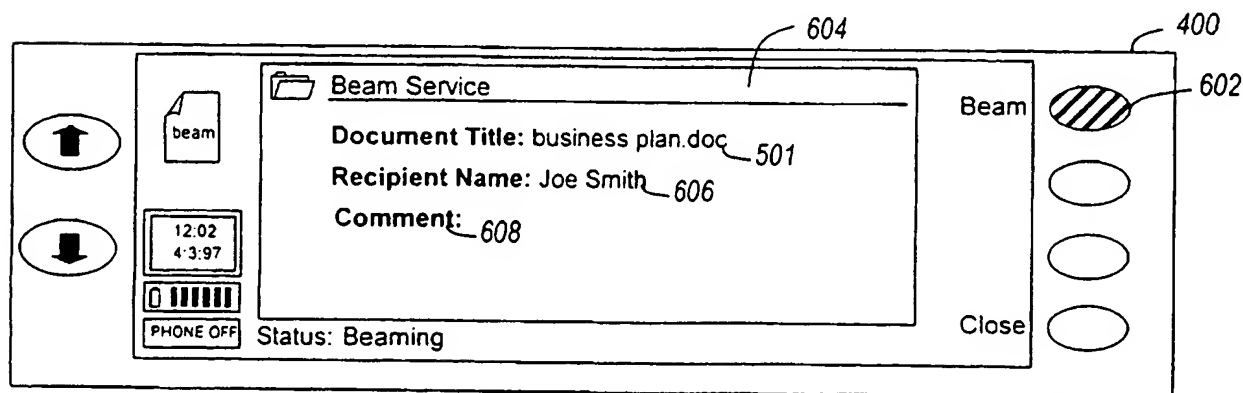 400
604
602
beam
Beam Service
Beam
Document Title: business plan.doc
501
Recipient Name: Joe Smith
606
Comment:
608
12:02
4·3:97
PHONE OFF
Status: Beaming
Close